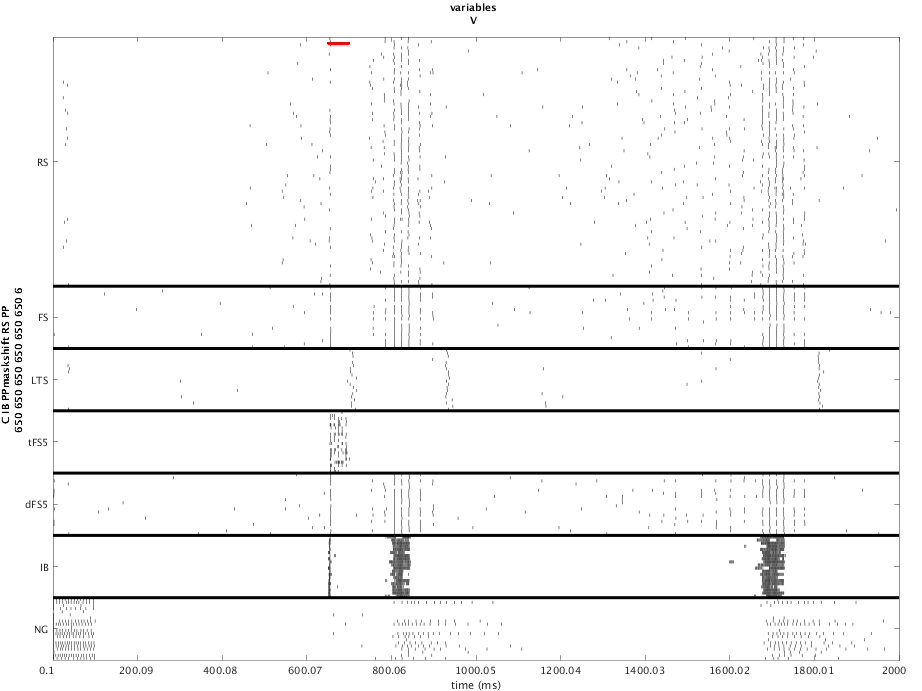 variables
V
C IB PPmaskshift RS PP
650 650 650 650 650 650 650 6
RS
FS
LTS
tFS5
dFS5
IB
NG
0.1 200.09 400.08 600.07 800.06 1000.05 1200.04 1400.03 1600.02 1800.01 2000
time (ms)